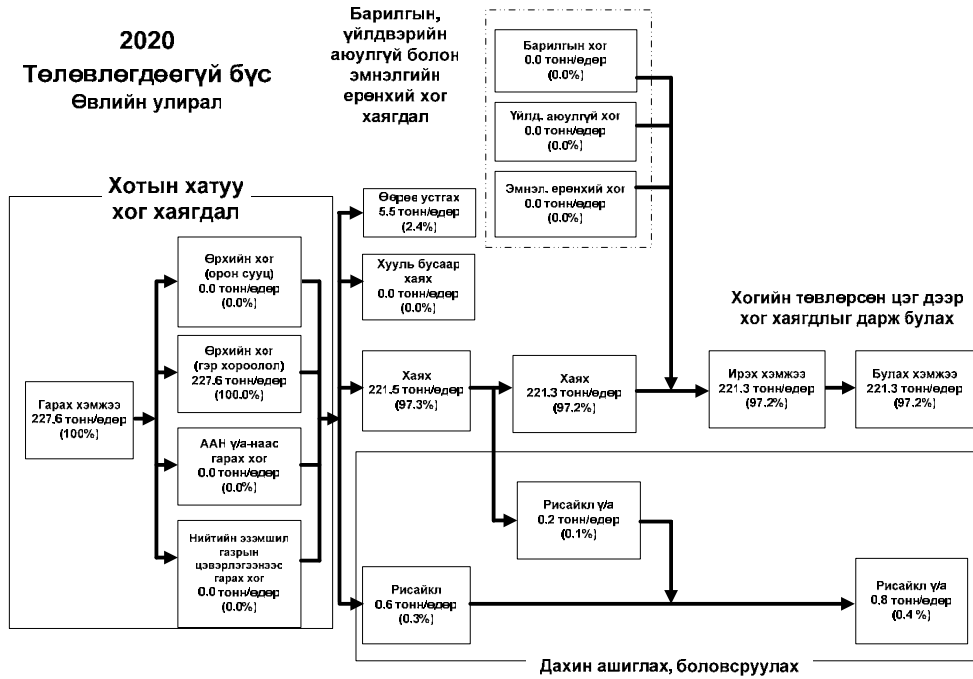 2020
Төлөвлөгдөөгүй бүс
Өвлийн улирал
Барилгын,
үйлдвэрийн
аюулгүй болон
эмнэлгийн
ерөнхий хог
хаягдал
Барилгын хог
0.0 тонн/өдөр
(0.0%)
Үйлд. аюулгүй хог
0.0 тонн/өдөр
(0.0%)
Эмнэл. ерөнхий хог
0.0 тонн/өдөр
(0.0%)
Хотын хатуу
хог хаягдал
Гарах хэмжээ
227.6 тонн/өдөр
(100%)
Өрхийн хог
(орон сууц)
0.0 тонн/өдөр
(0.0%)
Өрхийн хог
(гэр хороолол)
227.6 тонн/өдөр
(100.0%)
ААН ү/а-наас
гарах хог
0.0 тонн/өдөр
(0.0%)
Нийтийн эзэмшил
газрын
цэвэрлэгээнээс
гарах хог
0.0 тонн/өдөр
(0.0%)
Өөрөө устгах
5.5 тонн/өдөр
(2.4%)
Хууль бусаар
хаях
0.0 тонн/өдөр
(0.0%)
Хаях
221.5 тонн/өдөр
(97.3%)
Хаях
221.3 тонн/өдөр
(97.2%)
Хогийн төвлөрсөн цэг дээр
хог хаягдлыг дарж булах
Ирэх хэмжээ
221.3 тонн/өдөр
(97.2%)
Булах хэмжээ
221.3 тонн/өдөр
(97.2%)
Рисайкл ү/а
0.2 тонн/өдөр
(0.1%)
Рисайкл
0.6 тонн/өдөр
(0.3%)
Рисайкл ү/а
0.8 тонн/өдөр
(0.4 %)
Дахин ашиглах, боловсруулах